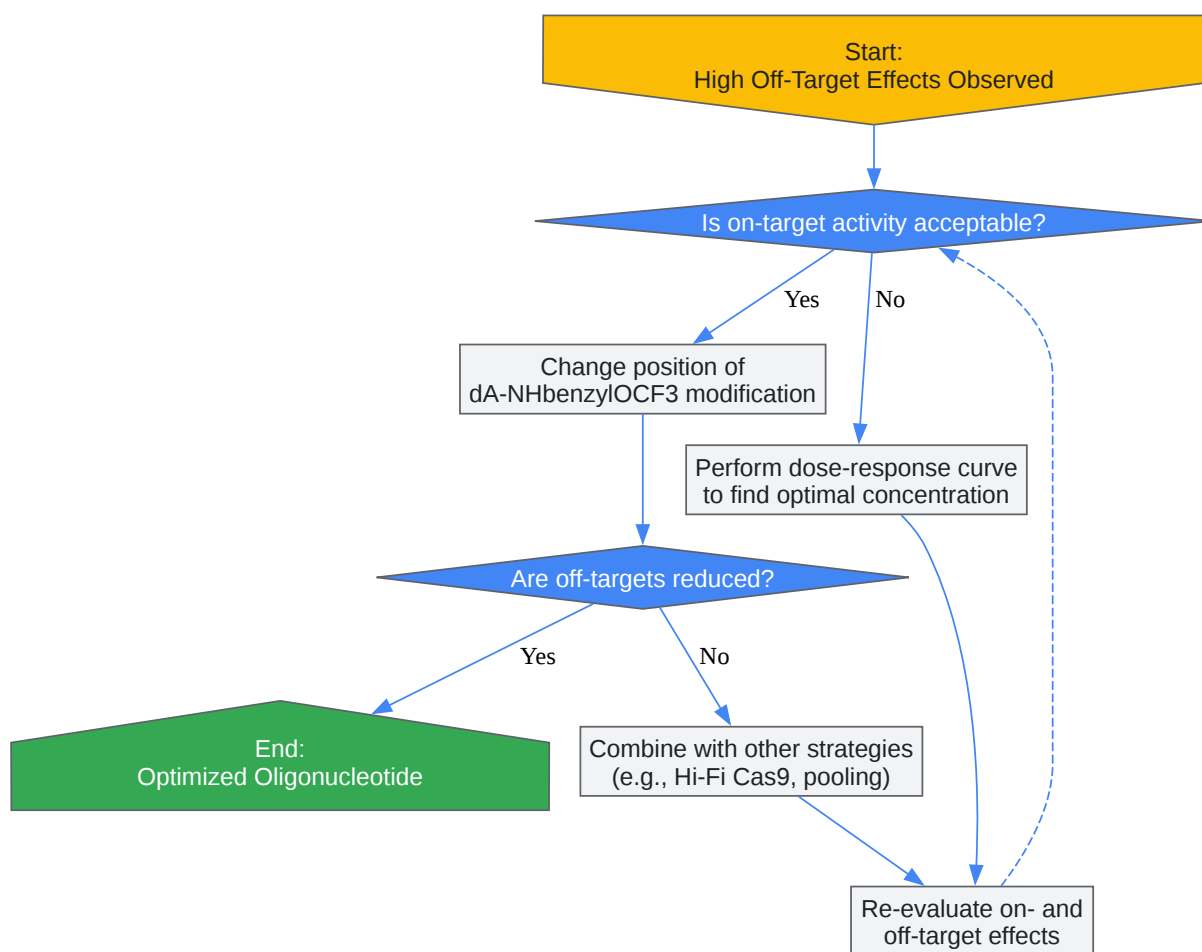 Start:
High Off-Target Effects Observed
Is on-target activity acceptable?
Yes
No
Change position of
dA-NHbenzylOCF3 modification
Perform dose-response curve
to find optimal concentration
Are off-targets reduced?
Yes
No
End:
Optimized Oligonucleotide
Combine with other strategies
(e.g., Hi-Fi Cas9, pooling)
Re-evaluate on- and
off-target effects